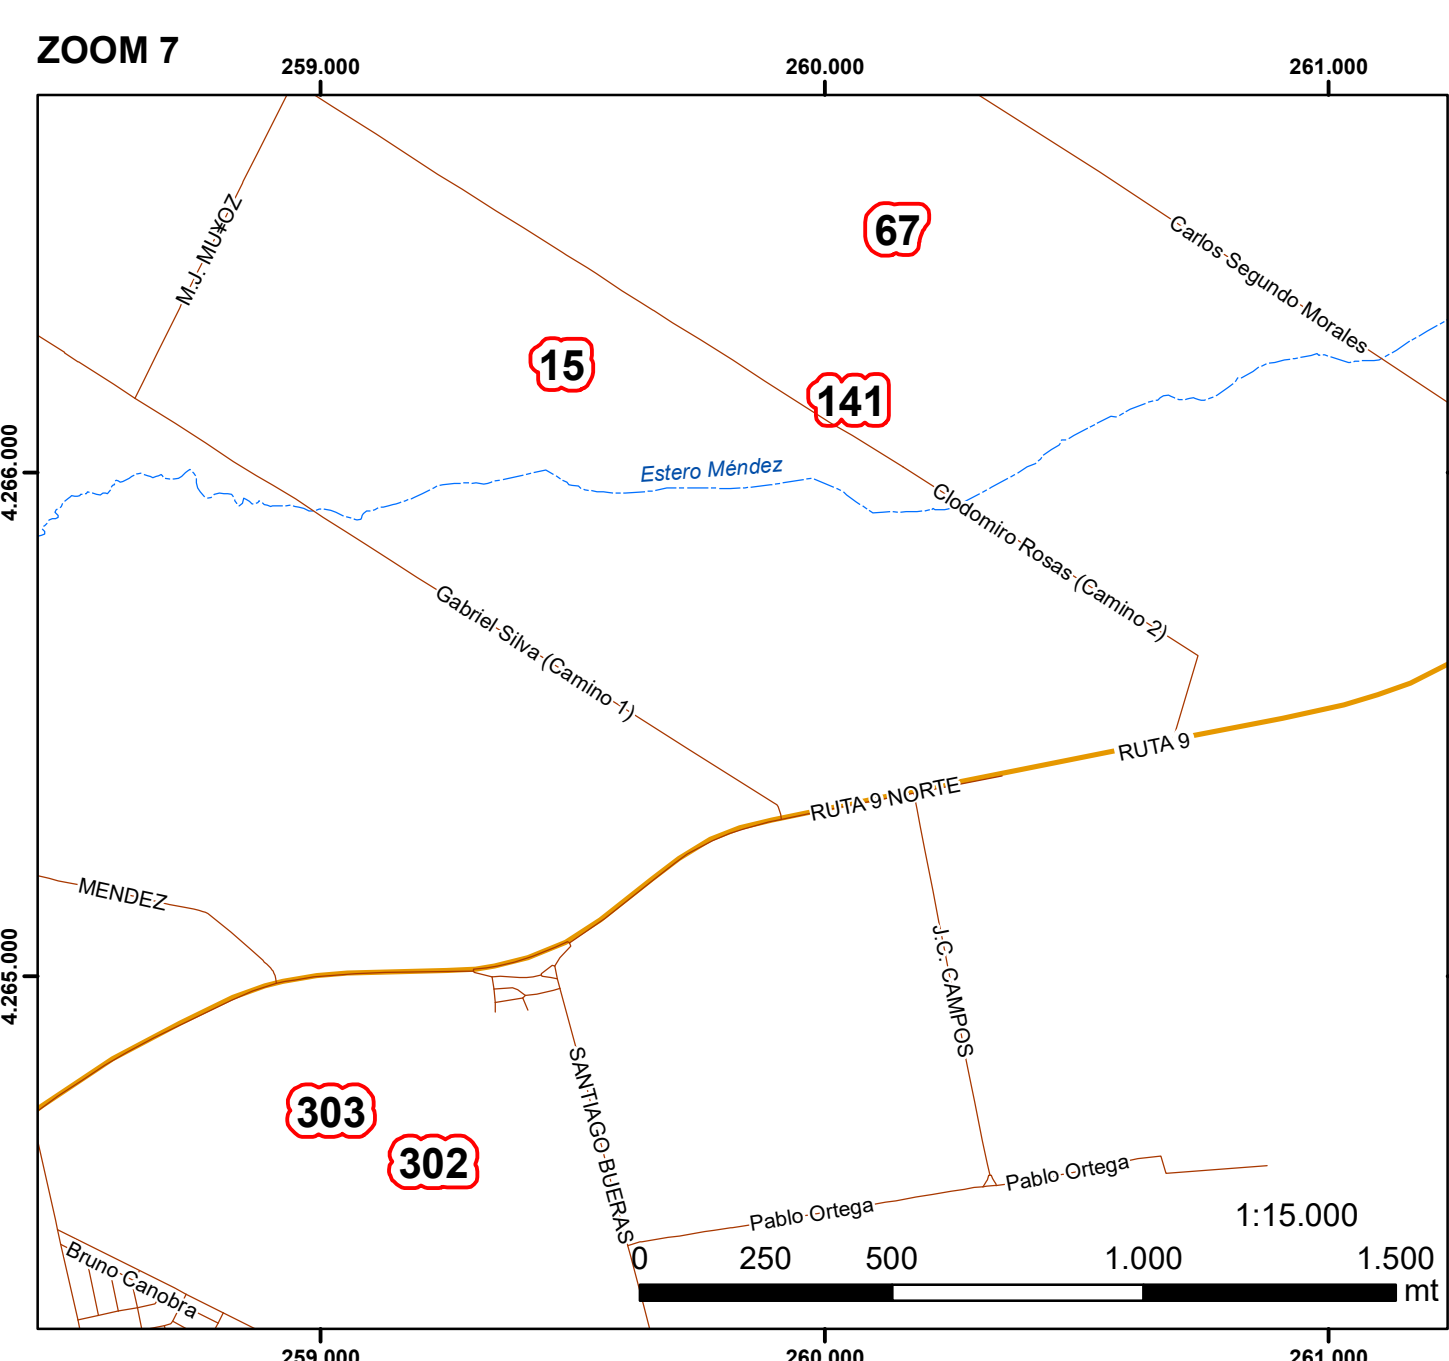 ZOOM 7
259.000
260.000
261.000
M.J. MU¥OZ
67
Carlos Segundo Morales
15
141
4.266.000
Estero Méndez
Clodomiro Rosas (Camino 2)
Gabriel Silva (Camino 1)
RUTA 9
RUTA 9 NORTE
MENDEZ
4.265.000
J.C. CAMPOS
303
302
SANTIAGO BUERAS
Pablo Ortega
Pablo Ortega
Bruno Canobra
1:15.000
0 250 500 1.000 1.500
mt
259.000
260.000
261.000